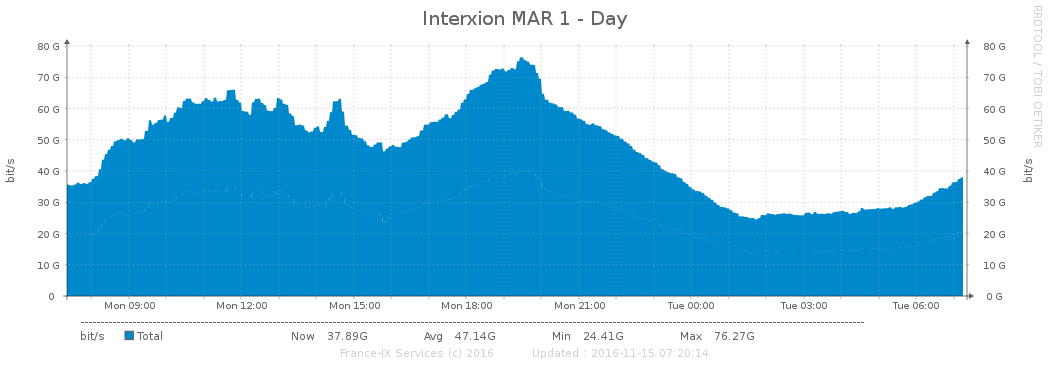 Interxion MAR 1 - Day
RRDTOOL / TOBI OETIKER
80 G 80 G
70 G 70 G
60 G 60 G
50 G 50 G
40 G 40 G
30 G 30 G
20 G 20 G
10 G 10 G
0 0 G
bit/s bit/s
Mon 09:00 Mon 12:00 Mon 15:00 Mon 18:00 Mon 21:00 Tue 00:00 Tue 03:00 Tue 06:00
bit/s Total Now 37.89G Avg 47.14G Min 24.41G Max 76.27G
France-IX Services (c) 2016 Updated : 2016-11-15 07:20:14